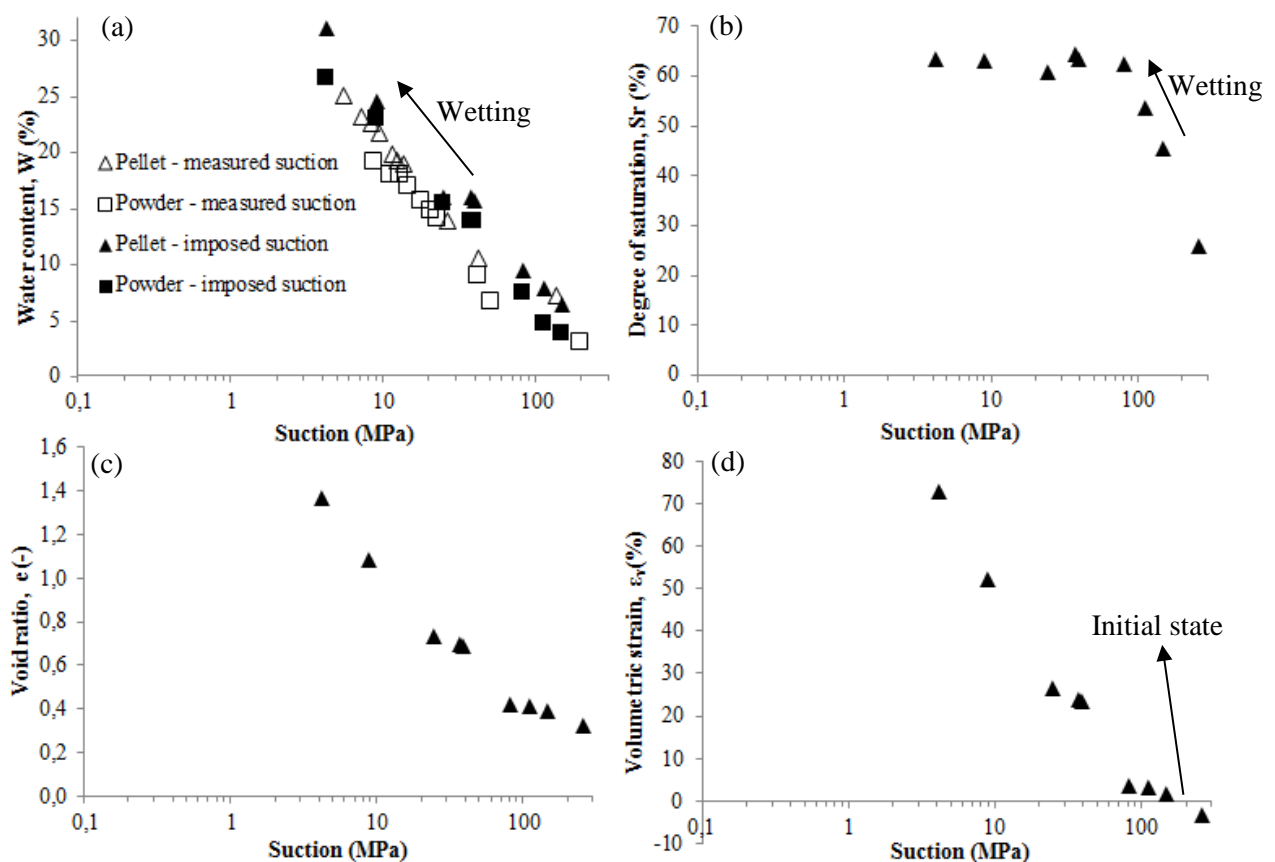 (a)
Water content, W (%)
30
25
20
15
10
5
0
Wetting
Pellet - measured suction
Powder - measured suction
Pellet - imposed suction
Powder - imposed suction
0,1
1
10
100
Suction (MPa)
(b)
Degree of saturation, Sr (%)
70
60
50
40
30
20
10
0
Wetting
0,1
1
10
100
Suction (MPa)
(c)
Void ratio, e (-)
1,6
1,4
1,2
1,0
0,8
0,6
0,4
0,2
0,0
0,1
1
10
100
Suction (MPa)
(d)
Volumetric strain, εv(%)
80
70
60
50
40
30
20
10
0
-10
Initial state
0,1
1
10
100
Suction (MPa)